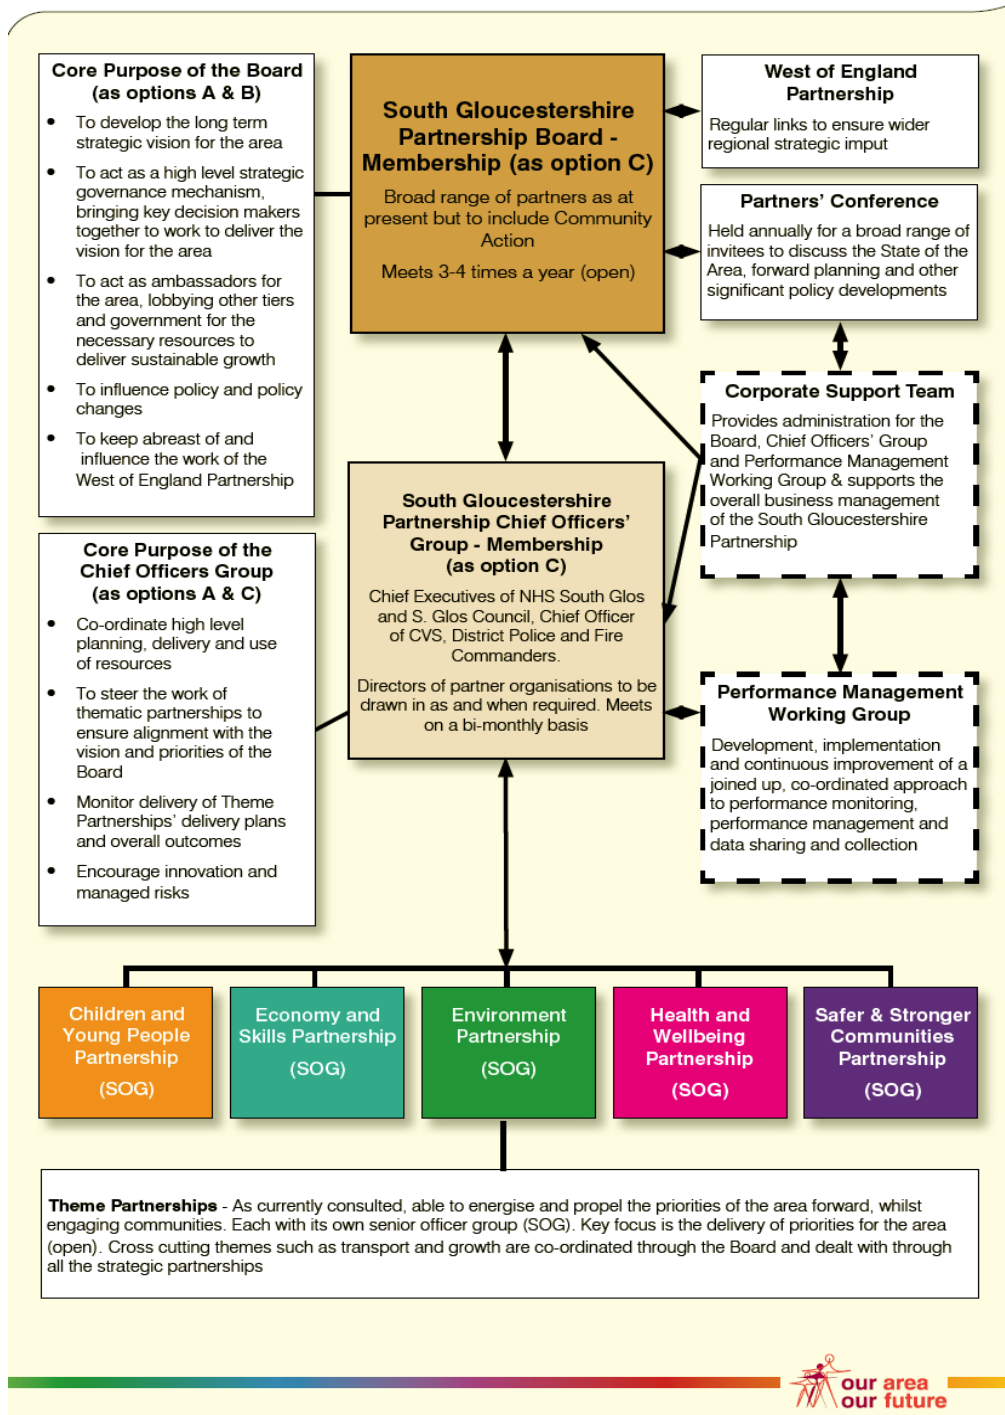 Core Purpose of the Board
(as options A & B)
• To develop the long term
strategic vision for the area
• To act as a high level strategic
governance mechanism,
bringing key decision makers
together to work to deliver the
vision for the area
• To act as ambassadors for
the area, lobbying other tiers
and government for the
necessary resources to
deliver sustainable growth
• To influence policy and policy
changes
• To keep abreast of and
influence the work of the
West of England Partnership
South Gloucestershire
Partnership Board -
Membership (as option C)
Broad range of partners as at
present but to include Community
Action
Meets 3-4 times a year (open)
West of England
Partnership
Regular links to ensure wider
regional strategic imput
Partners' Conference
Held annually for a broad range of
invitees to discuss the State of the
Area, forward planning and other
significant policy developments
Corporate Support Team
Provides administration for the
Board, Chief Officers' Group
and Performance Management
Working Group & supports the
overall business management
of the South Gloucestershire
Partnership
Core Purpose of the
Chief Officers Group
(as options A & C)
• Co-ordinate high level
planning, delivery and use
of resources
• To steer the work of
thematic partnerships to
ensure alignment with the
vision and priorities of the
Board
• Monitor delivery of Theme
Partnerships' delivery plans
and overall outcomes
• Encourage innovation and
managed risks
South Gloucestershire
Partnership Chief Officers'
Group - Membership
(as option C)
Chief Executives of NHS South Glos
and S. Glos Council, Chief Officer
of CVS, District Police and Fire
Commanders.
Directors of partner organisations to be
drawn in as and when required. Meets
on a bi-monthly basis
Performance Management
Working Group
Development, implementation
and continuous improvement of a
joined up, co-ordinated approach
to performance monitoring,
performance management and
data sharing and collection
Children and
Young People
Partnership
(SOG)
Economy and
Skills Partnership
(SOG)
Environment
Partnership
(SOG)
Health and
Wellbeing
Partnership
(SOG)
Safer & Stronger
Communities
Partnership
(SOG)
Theme Partnerships - As currently consulted, able to energise and propel the priorities of the area forward, whilst
engaging communities. Each with its own senior officer group (SOG). Key focus is the delivery of priorities for the area
(open). Cross cutting themes such as transport and growth are co-ordinated through the Board and dealt with through
all the strategic partnerships
our area
our future